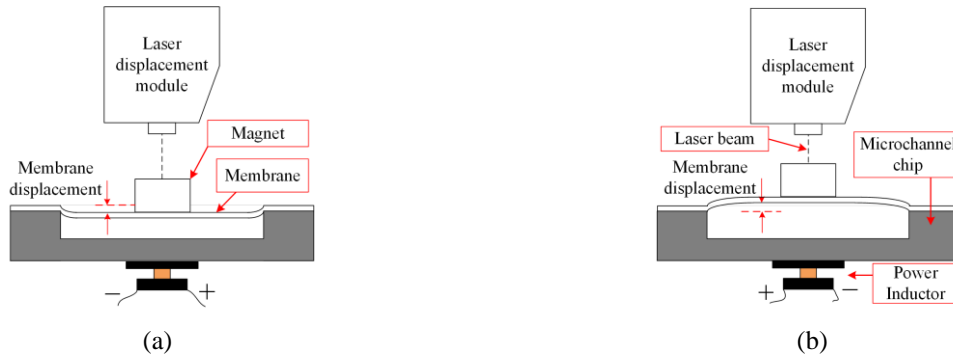 Laser
displacement
module
Magnet
Membrane
Membrane
displacement
− +
(a)
Laser
displacement
module
Laser beam
Microchannel
chip
Membrane
displacement
Power
Inductor
+ −
(b)